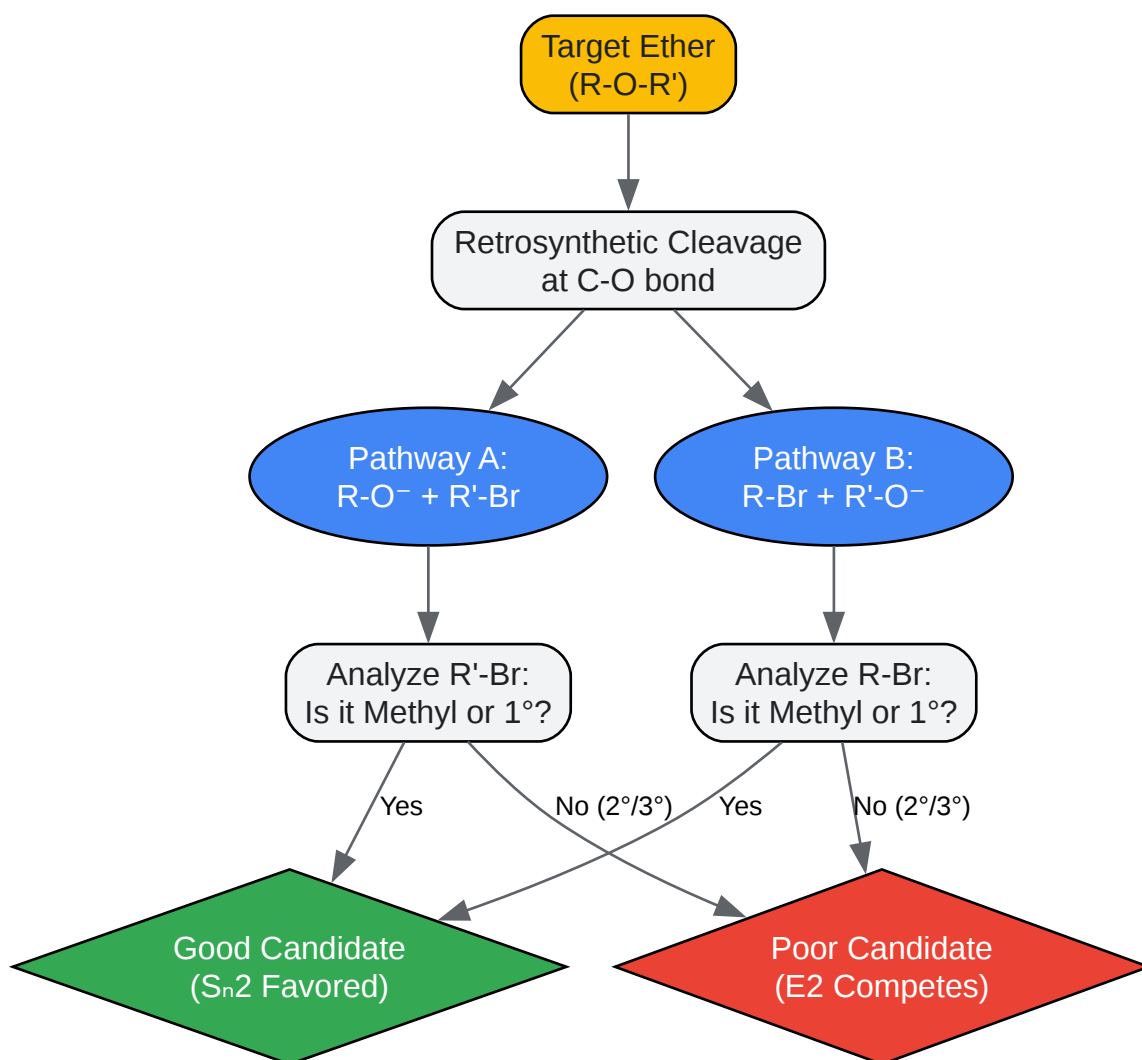 Target Ether
(R-O-R')
Retrosynthetic Cleavage
at C-O bond
Pathway A:
R-O⁻ + R'-Br
Pathway B:
R-Br + R'-O⁻
Analyze R'-Br:
Is it Methyl or 1°?
Analyze R-Br:
Is it Methyl or 1°?
Yes
No (2°/3°)
Yes
No (2°/3°)
Good Candidate
(Sₙ2 Favored)
Poor Candidate
(E2 Competes)